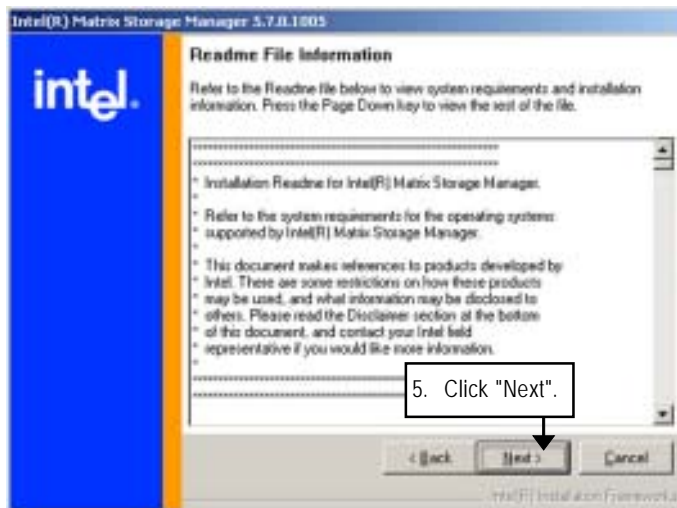 Intel(R) Matrix Storage Manager 5.7.0.1005
intel.
Readme File Information
Refer to the Readme file below to view system requirements and installation
information. Press the Page Down key to view the rest of the file.
************************************************************
************************************************************
* Installation Readme for Intel(R) Matrix Storage Manager.
*
* Refer to the system requirements for the operating systems
* supported by Intel(R) Matrix Storage Manager.
*
* This document makes references to products developed by
* Intel. There are some restrictions on how these products
* may be used, and what information may be disclosed to
* others. Please read the Disclaimer section at the bottom
* of this document, and contact your Intel field
* representative if you would like more information.
*
************************************************************
************************************************************
5. Click "Next".
< Back
Next >
Cancel
Intel(R) Installation Framework